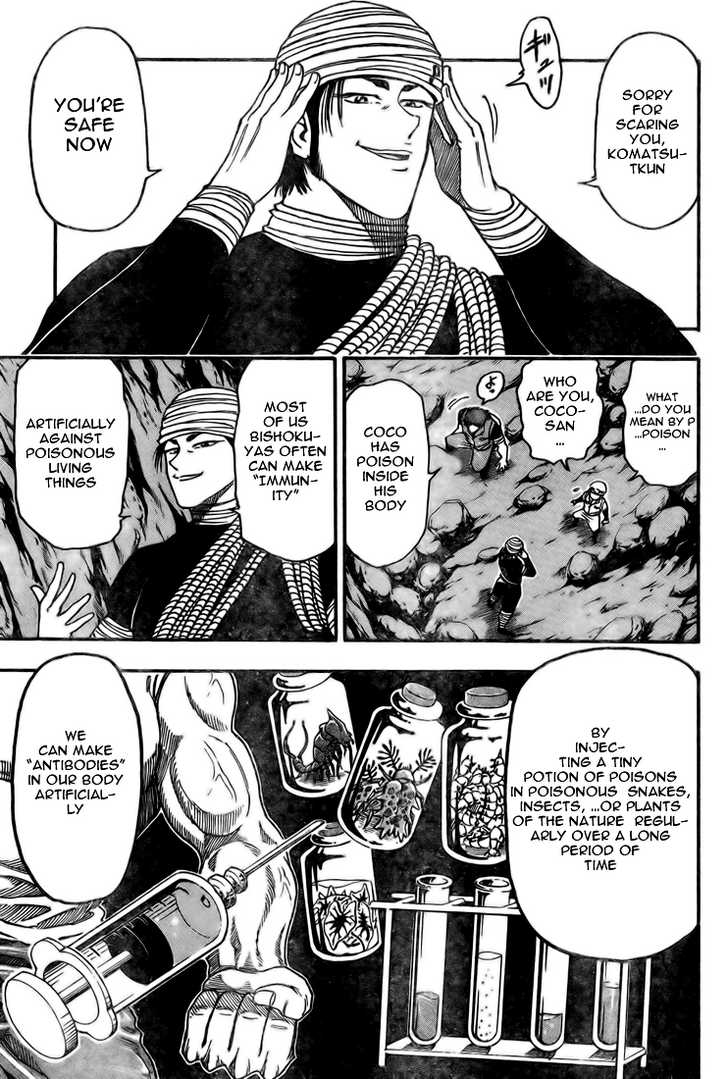 SORRY
FOR
SCARING
YOU,
KOMATSU-
TKUN
ギュッ
YOU'RE
SAFE
NOW
WHAT
...DO YOU
MEAN BY P
...POISON
...
WHO
ARE YOU,
COCO-
SAN
...
COCO
HAS
POISON
INSIDE
HIS
BODY
MOST
OF US
BISHOKU-
YAS OFTEN
CAN MAKE
"IMMUN-
ITY"
ARTIFICIALLY
AGAINST
POISONOUS
LIVING
THINGS
BY
INJEC-
TING A TINY
POTION OF POISONS
IN POISONOUS SNAKES,
INSECTS, ...OR PLANTS
OF THE NATURE REGUL-
ARLY OVER A LONG
PERIOD OF
TIME
WE
CAN MAKE
"ANTIBODIES"
IN OUR BODY
ARTIFICIAL-
LY